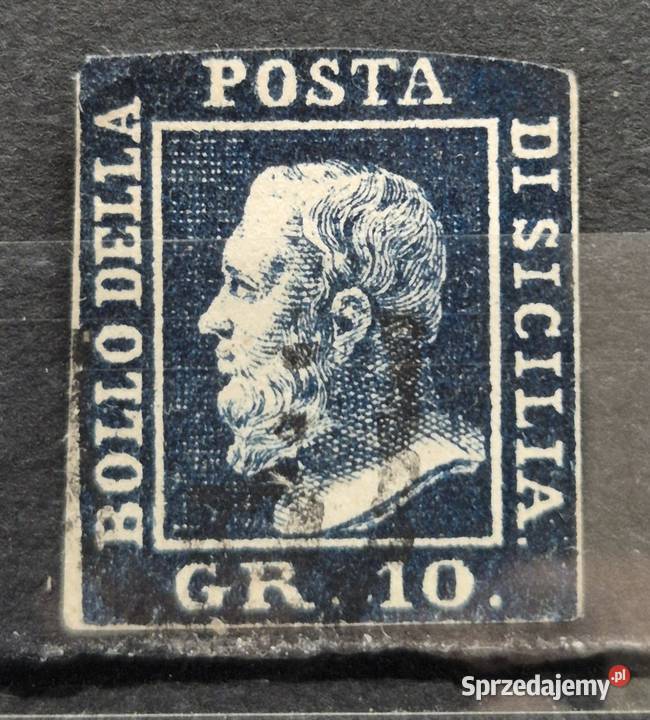 POSTA
BOLLO DELLA
DI SICILIA.
GR. 10.
Sprzedajemy.pl